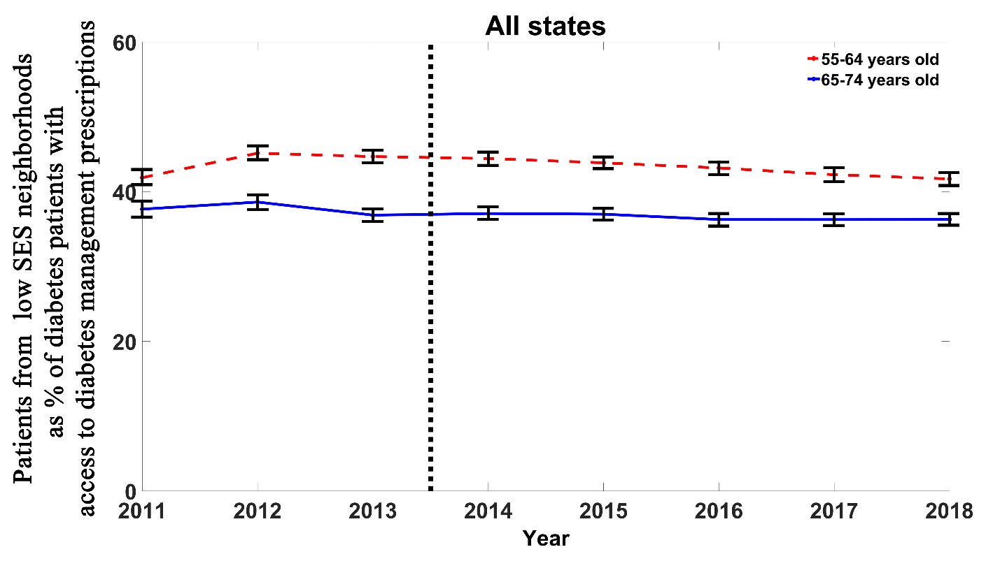 All states
Patients from low SES neighborhoods
as % of diabetes patients with
access to diabetes management prescriptions
60
40
20
0
55-64 years old
65-74 years old
2011 2012 2013 2014 2015 2016 2017 2018
Year